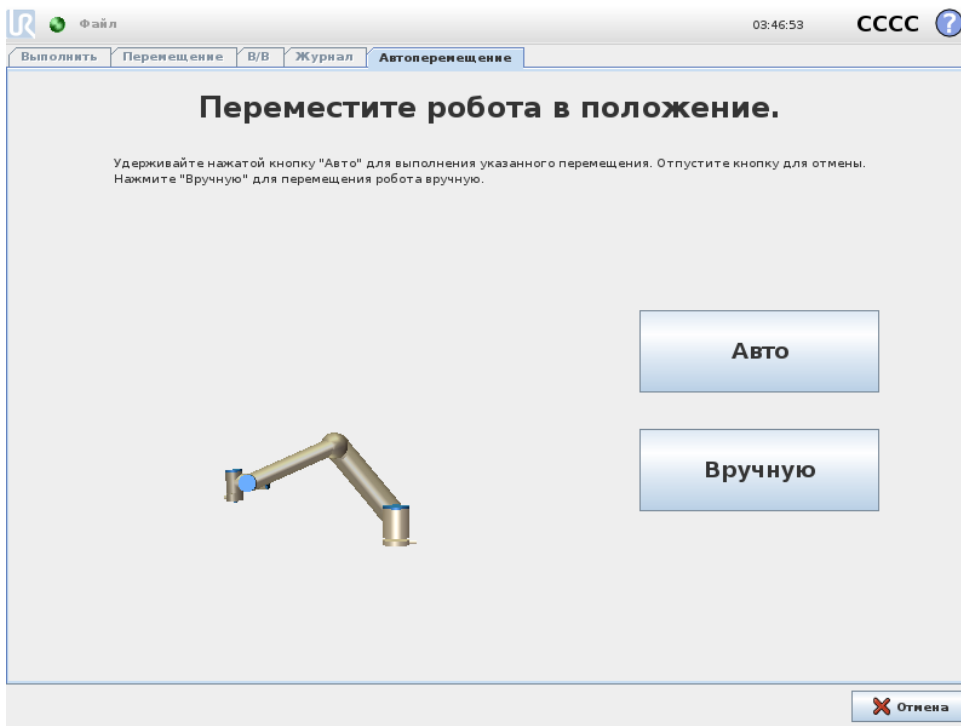 UR Файл 03:46:53 CCCC ?
Выполнить Перемещение В/В Журнал Автоперемещение
Переместите робота в положение.
Удерживайте нажатой кнопку "Авто" для выполнения указанного перемещения. Отпустите кнопку для отмены.
Нажмите "Вручную" для перемещения робота вручную.
Авто
Вручную
Отмена